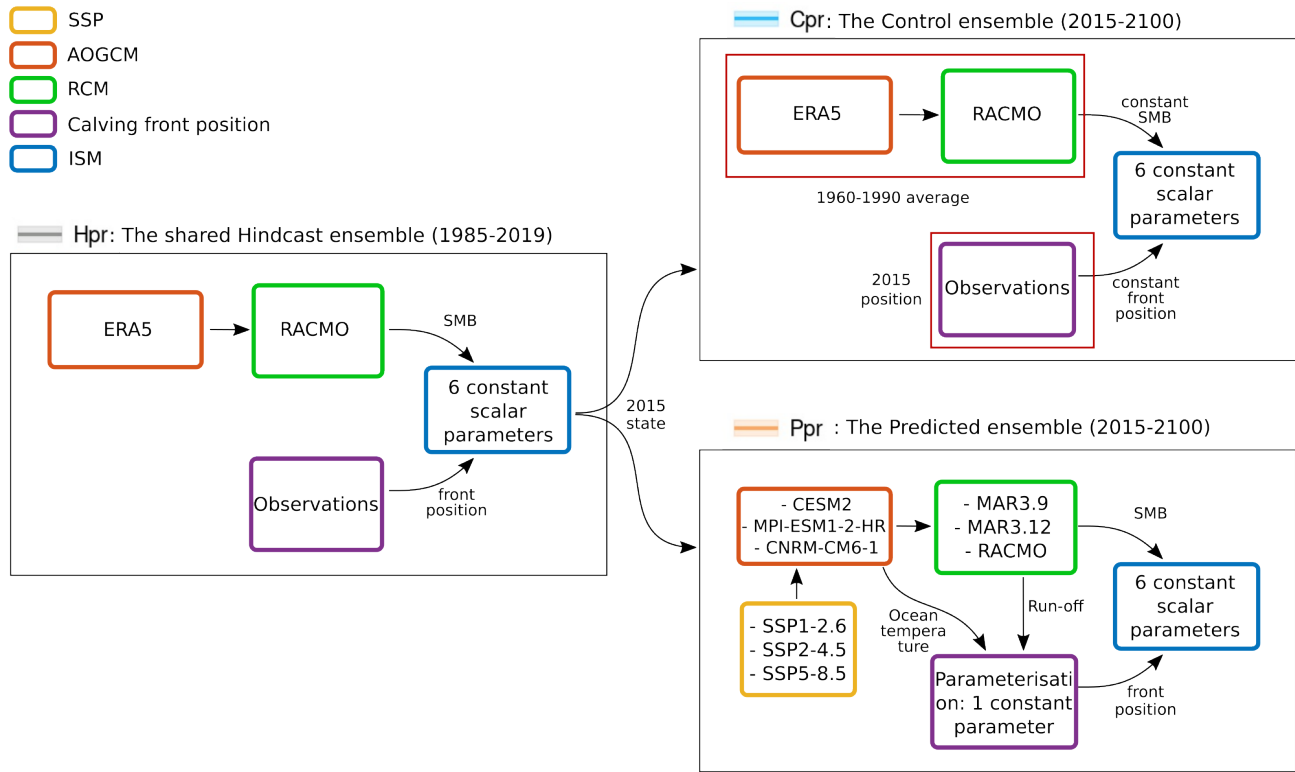 SSP
AOGCM
RCM
Calving front position
ISM
Hpr: The shared Hindcast ensemble (1985-2019)
ERA5
RACMO
SMB
6 constant
scalar
parameters
Observations
front
position
2015
state
Cpr: The Control ensemble (2015-2100)
ERA5
RACMO
constant
SMB
1960-1990 average
6 constant
scalar
parameters
2015
position
Observations
constant
front
position
Ppr : The Predicted ensemble (2015-2100)
- CESM2
- MPI-ESM1-2-HR
- CNRM-CM6-1
- MAR3.9
- MAR3.12
- RACMO
SMB
- SSP1-2.6
- SSP2-4.5
- SSP5-8.5
Ocean
tempera
ture
Run-off
6 constant
scalar
parameters
Parameterisati
on: 1 constant
parameter
front
position